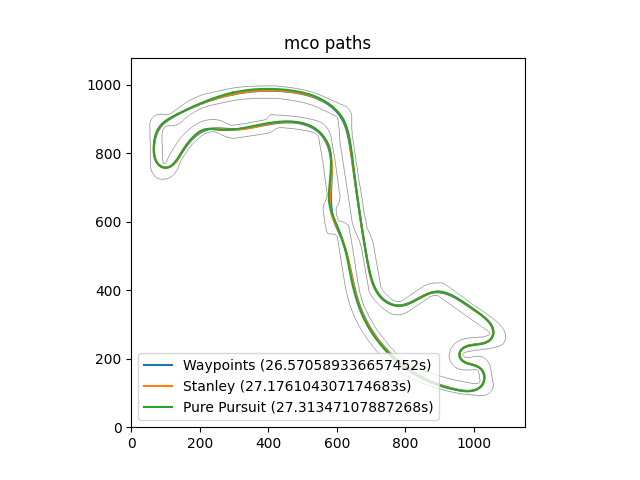 mco paths
1000
800
600
400
200
0
0 200 400 600 800 1000
Waypoints (26.570589336657452s)
Stanley (27.176104307174683s)
Pure Pursuit (27.31347107887268s)